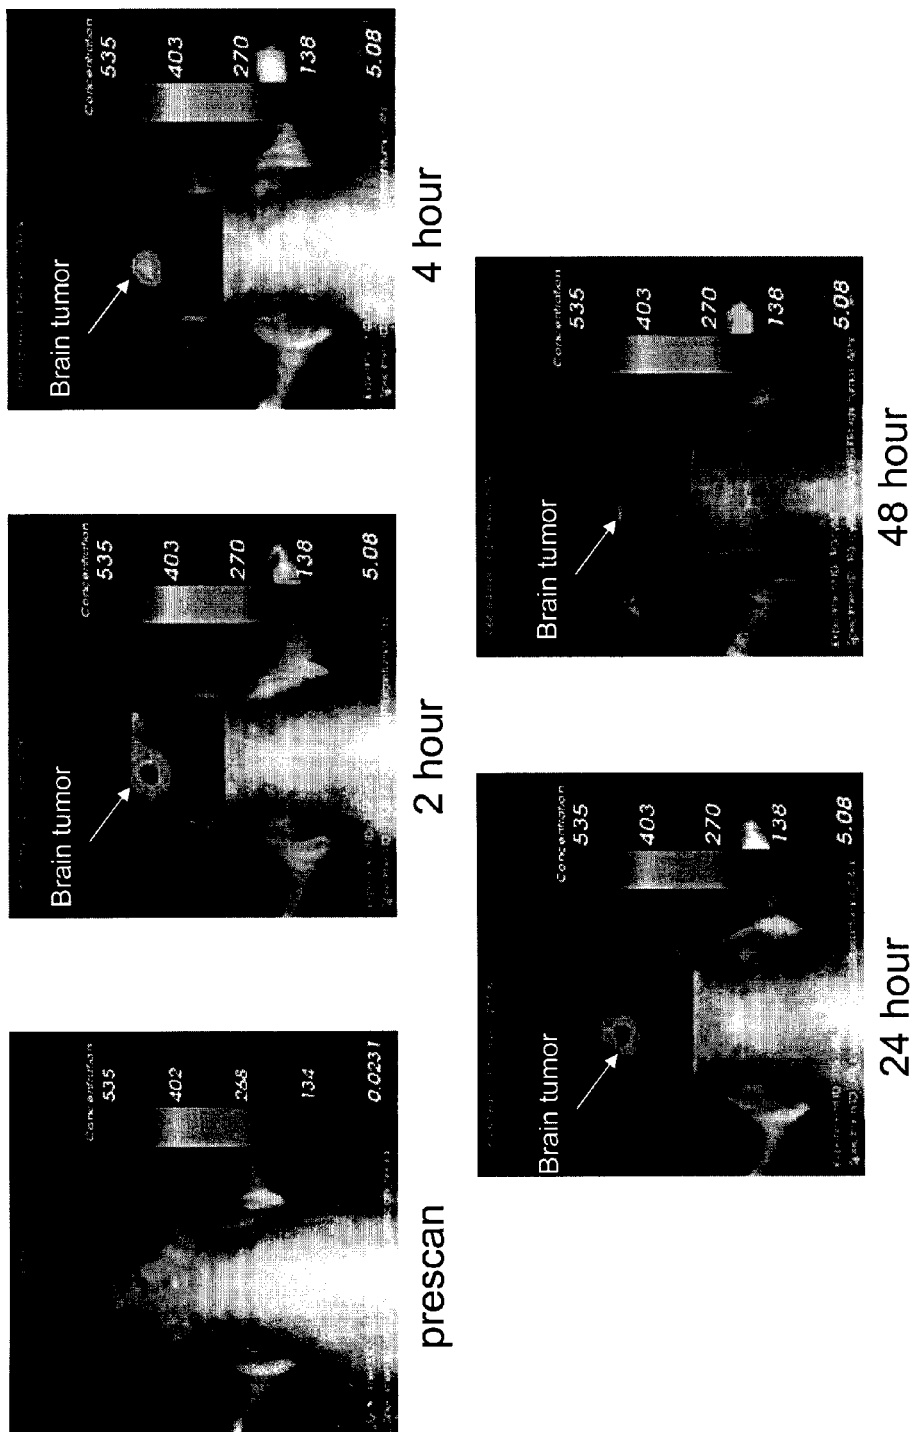 Concentration
535
402
268
134
0.0231
prescan
Brain tumor
Concentration
535
403
270
138
5.08
2 hour
Brain tumor
Concentration
535
403
270
138
5.08
4 hour
Brain tumor
Concentration
535
403
270
138
5.08
24 hour
Brain tumor
Concentration
535
403
270
138
5.08
48 hour